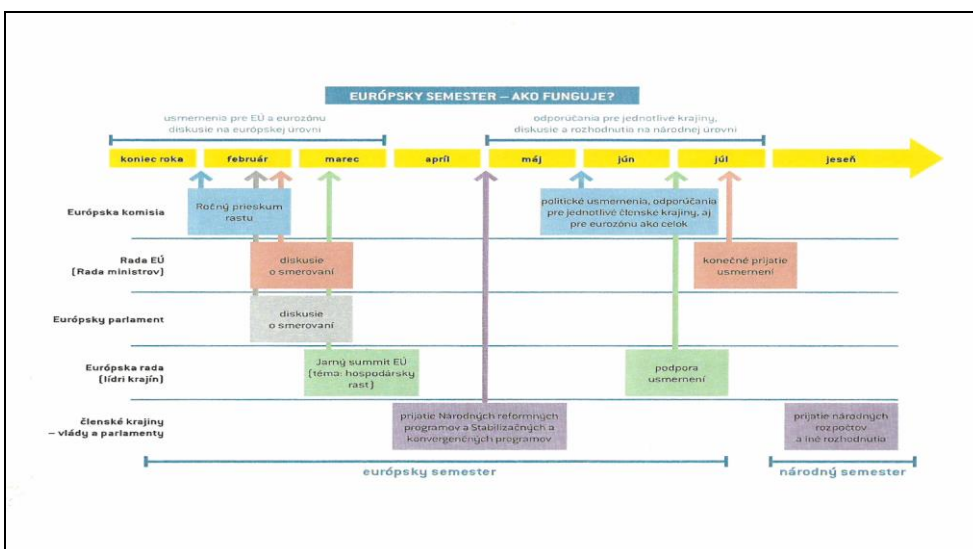 EURÓPSKY SEMESTER – AKO FUNGUJE?
usmernenia pre EÚ a eurozónu
diskusie na európskej úrovni
odporúčania pre jednotlivé krajiny,
diskusie a rozhodnutia na národnej úrovni
koniec roka
február
marec
apríl
máj
jún
júl
jeseň
Európska komisia
Ročný prieskum
rastu
politické usmernenia, odporúčania
pre jednotlivé členske krajiny, aj
pre eurozónu ako celok
Rada EÚ
(Rada ministrov)
diskusie
o smerovaní
konečné prijatie
usmernení
Európsky parlament
diskusie
o smerovaní
Európska rada
(lídri krajín)
Jarný summit EÚ
(téma: hospodársky
rast)
podpora
usmernení
členské krajiny
– vlády a parlamenty
prijatie Národných reformných
programov a Stabilizačných a
konvergenčných programov
prijatie národných
rozpočtov
a iné rozhodnutia
európsky semester
národný semester